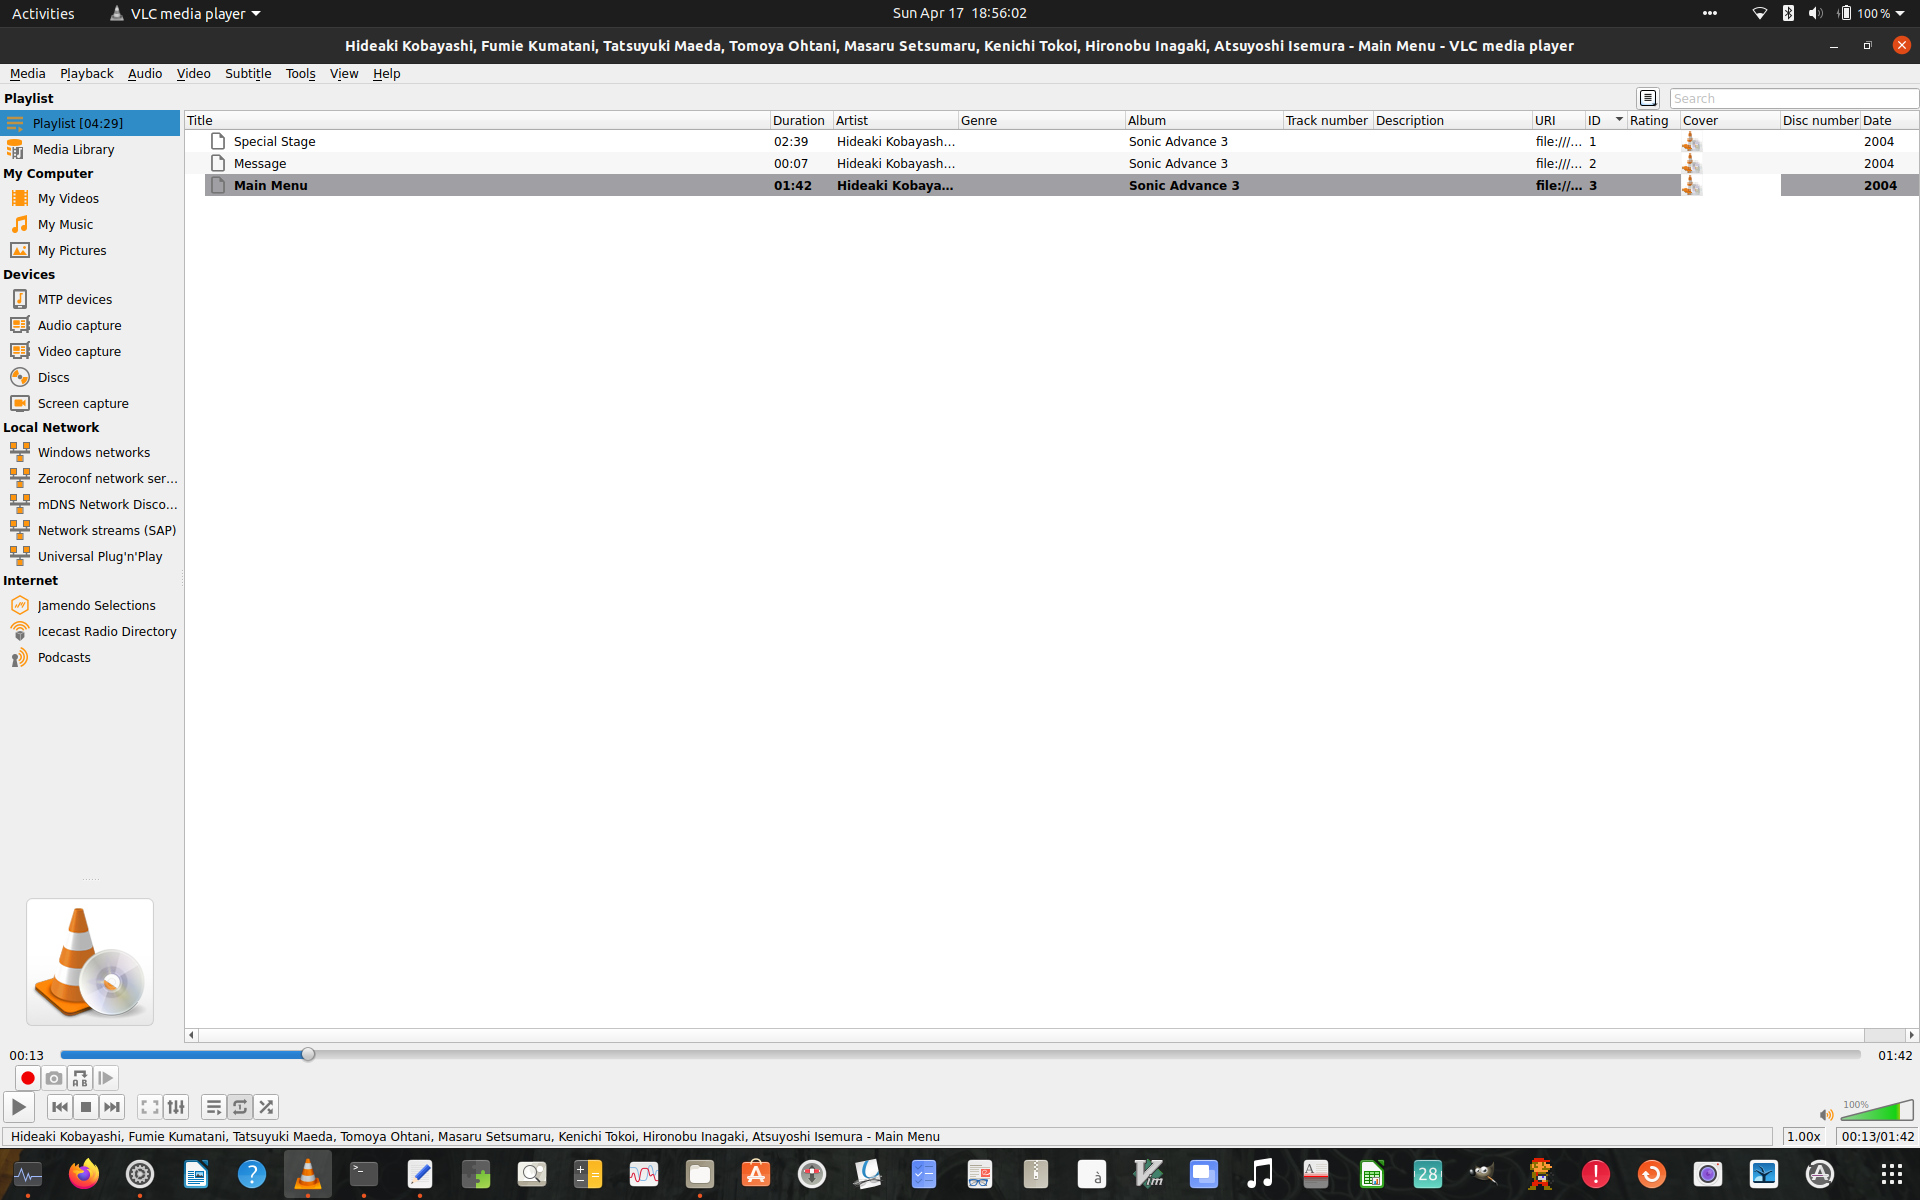 Activities VLC media player Sun Apr 17 18:56:02 100 %
Hideaki Kobayashi, Fumie Kumatani, Tatsuyuki Maeda, Tomoya Ohtani, Masaru Setsumaru, Kenichi Tokoi, Hironobu Inagaki, Atsuyoshi Isemura - Main Menu - VLC media player
Media Playback Audio Video Subtitle Tools View Help
Playlist Search
Title Duration Artist Genre Album Track number Description URI ID Rating Cover Disc number Date
Playlist [04:29]
Special Stage 02:39 Hideaki Kobayash... Sonic Advance 3 file:///... 1 2004
Media Library
Message 00:07 Hideaki Kobayash... Sonic Advance 3 file:///... 2 2004
My Computer
Main Menu 01:42 Hideaki Kobaya... Sonic Advance 3 file://... 3 2004
My Videos
My Music
My Pictures
Devices
MTP devices
Audio capture
Video capture
Discs
Screen capture
Local Network
Windows networks
Zeroconf network ser...
mDNS Network Disco...
Network streams (SAP)
Universal Plug'n'Play
Internet
Jamendo Selections
Icecast Radio Directory
Podcasts
00:13 01:42
A B
100%
Hideaki Kobayashi, Fumie Kumatani, Tatsuyuki Maeda, Tomoya Ohtani, Masaru Setsumaru, Kenichi Tokoi, Hironobu Inagaki, Atsuyoshi Isemura - Main Menu 1.00x 00:13/01:42
>_ ? à Vim A 28 !